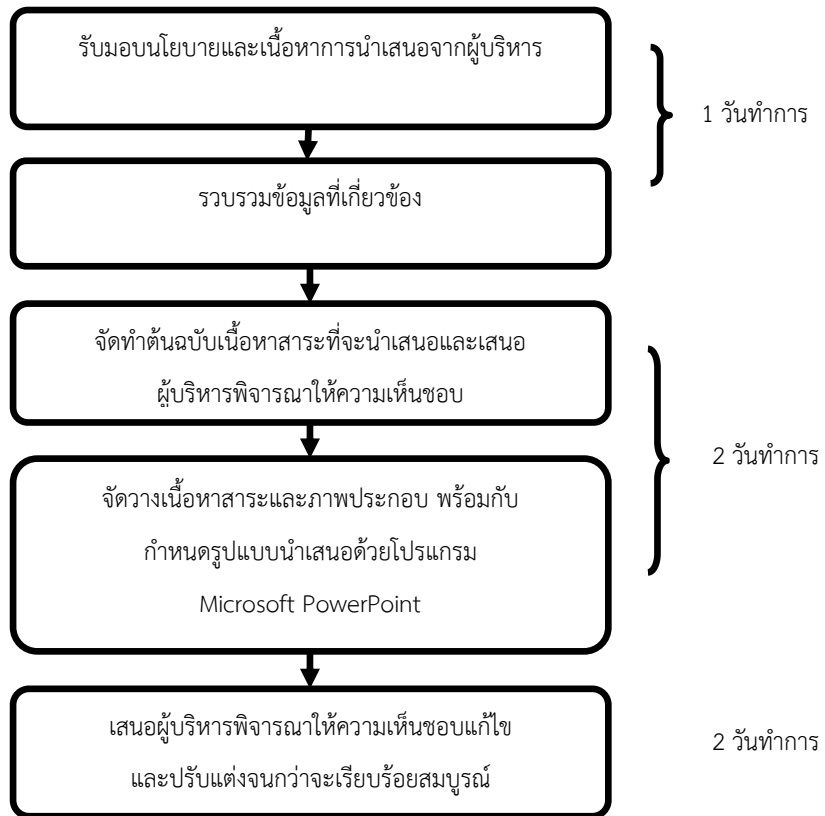 รับมอบนโยบายและเนื้อหาการนำเสนอจากผู้บริหาร
1 วันทำการ
รวบรวมข้อมูลที่เกี่ยวข้อง
จัดทำต้นฉบับเนื้อหาสาระที่จะนำเสนอและเสนอ
ผู้บริหารพิจารณาให้ความเห็นชอบ
2 วันทำการ
จัดวางเนื้อหาสาระและภาพประกอบ พร้อมกับ
กำหนดรูปแบบนำเสนอด้วยโปรแกรม
Microsoft PowerPoint
เสนอผู้บริหารพิจารณาให้ความเห็นชอบแก้ไข
และปรับแต่งจนกว่าจะเรียบร้อยสมบูรณ์
2 วันทำการ